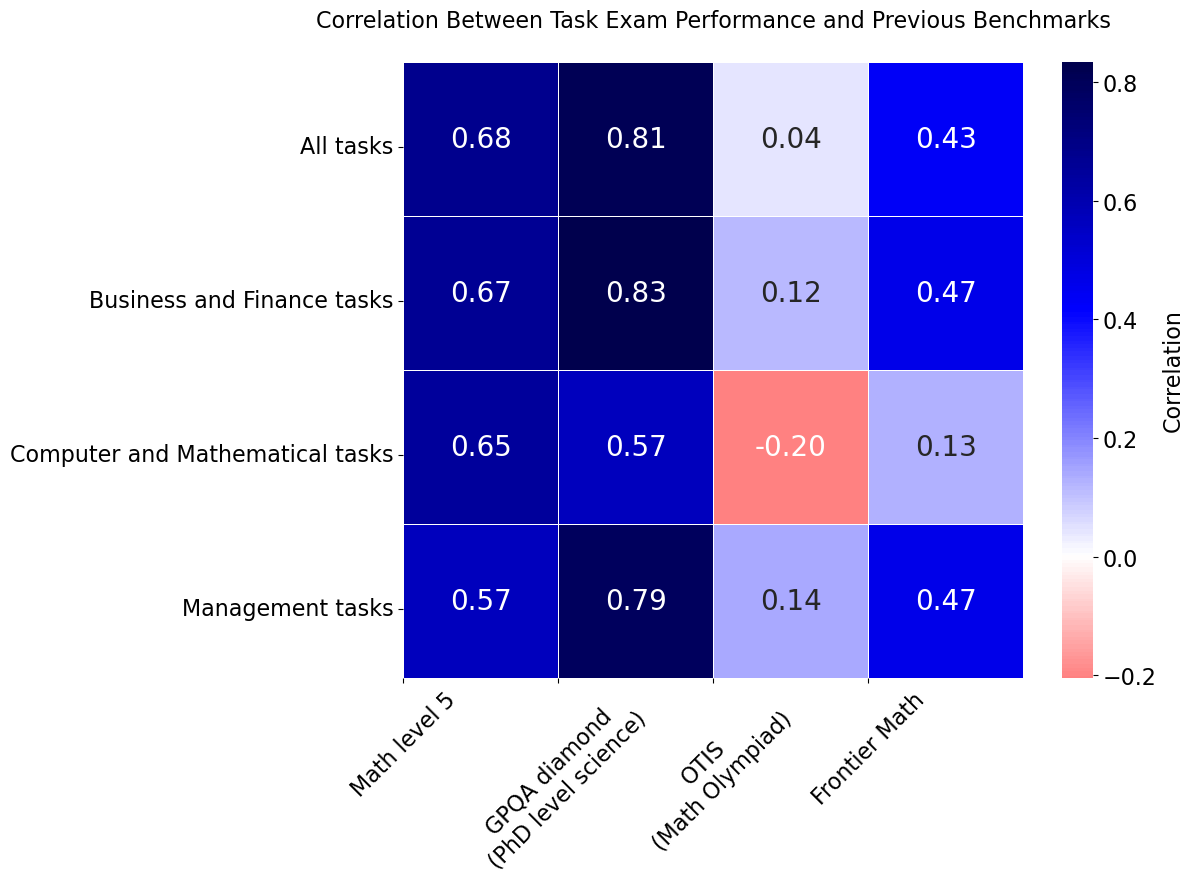 Correlation Between Task Exam Performance and Previous Benchmarks
All tasks
0.68
0.81
0.04
0.43
Business and Finance tasks
0.67
0.83
0.12
0.47
Computer and Mathematical tasks
0.65
0.57
-0.20
0.13
Management tasks
0.57
0.79
0.14
0.47
Math level 5
GPQA diamond
(PhD level science)
OTIS
(Math Olympiad)
Frontier Math
0.8
0.6
0.4
0.2
0.0
−0.2
Correlation